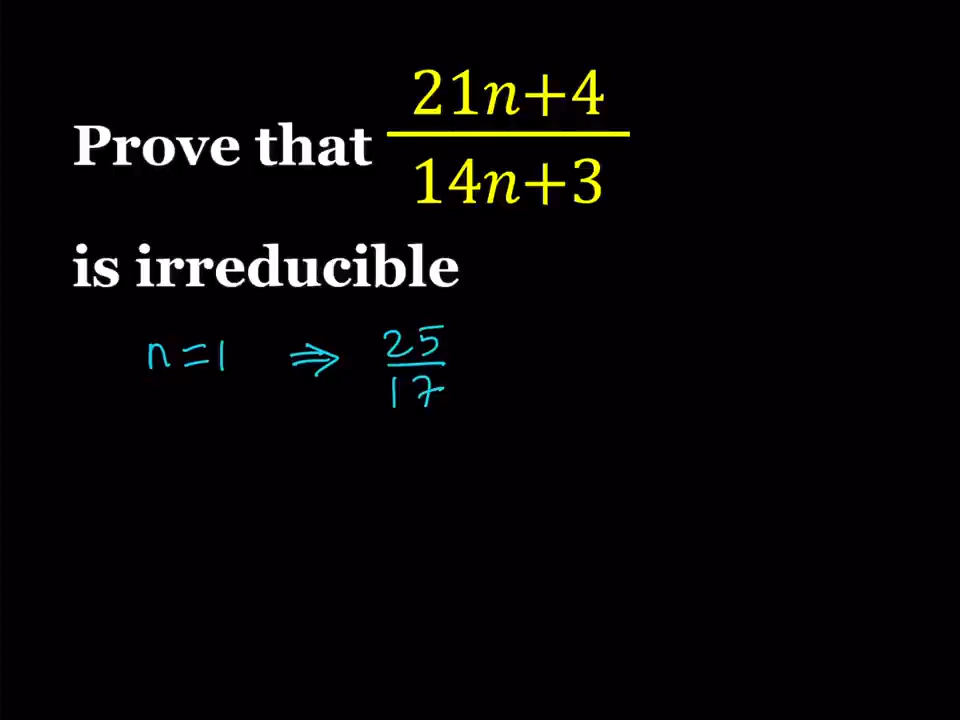 Prove that 21n+4 / 14n+3
is irreducible
n=1 ⇒ 25/17